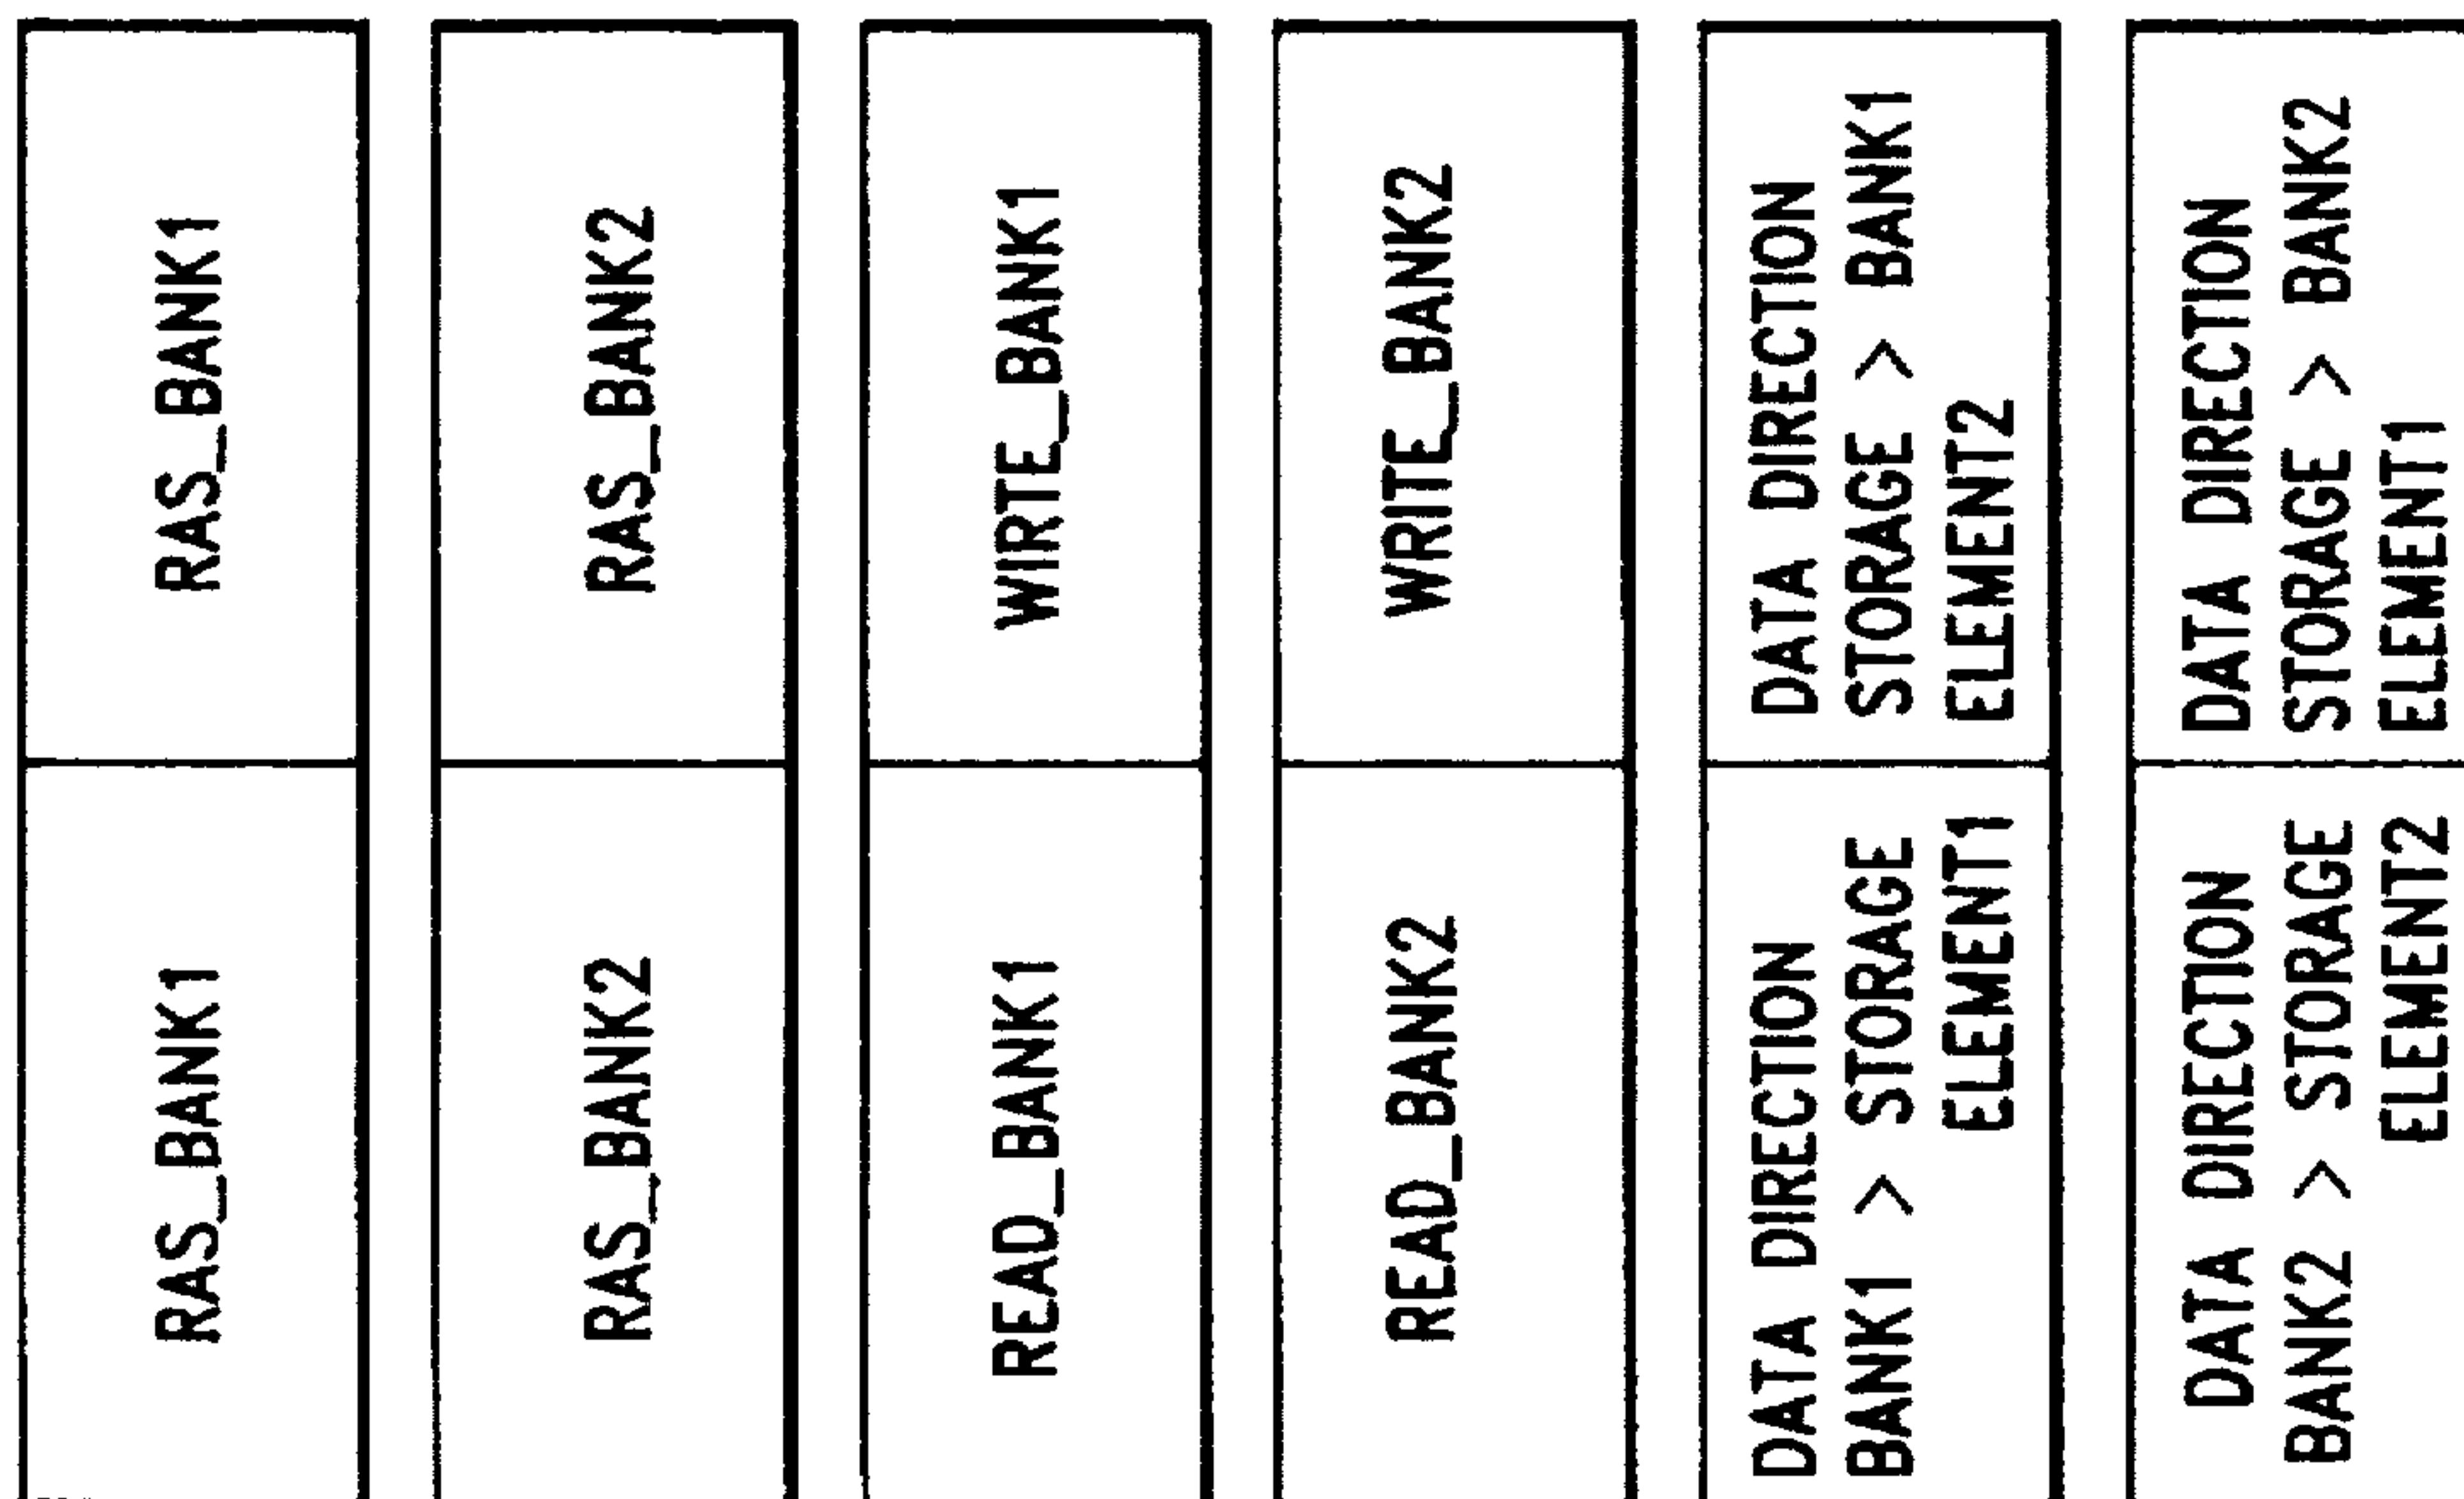 RAS_BANK1
RAS_BANK1
RAS_BANK2
RAS_BANK2
READ_BANK1
WIRTE_BANK1
READ_BANK2
WRITE_BANK2
DATA DIRECTION
BANK1 > STORAGE
ELEMENT1
DATA DIRECTION
STORAGE > BANK1
ELEMENT2
DATA DIRECTION
BANK2 > STORAGE
ELEMENT2
DATA DIRECTION
STORAGE > BANK2
ELEMENT1